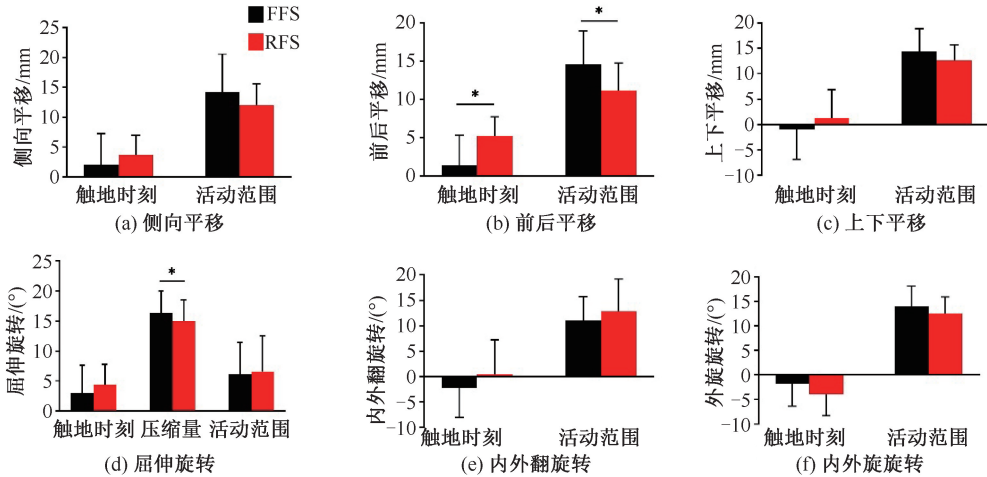 25
20
15
10
5
0
侧向平移/mm
FFS
RFS
触地时刻
活动范围
(a) 侧向平移
20
15
10
5
0
前后平移/mm
*
*
触地时刻
活动范围
(b) 前后平移
20
15
10
5
0
−5
−10
上下平移/mm
触地时刻
活动范围
(c) 上下平移
25
20
15
10
5
0
屈伸旋转/(°)
*
触地时刻
压缩量
活动范围
(d) 屈伸旋转
20
15
10
5
0
−5
−10
内外翻旋转/(°)
触地时刻
活动范围
(e) 内外翻旋转
20
15
10
5
0
−5
−10
外旋旋转/(°)
触地时刻
活动范围
(f) 内外旋旋转